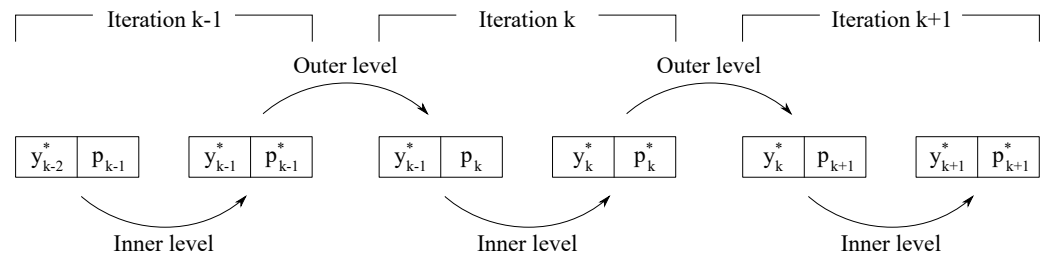 Iteration k-1 Iteration k Iteration k+1
Outer level Outer level
y*k-2 pk-1 y*k-1 p*k-1 y*k-1 pk y*k p*k y*k pk+1 y*k+1 p*k+1
Inner level Inner level Inner level